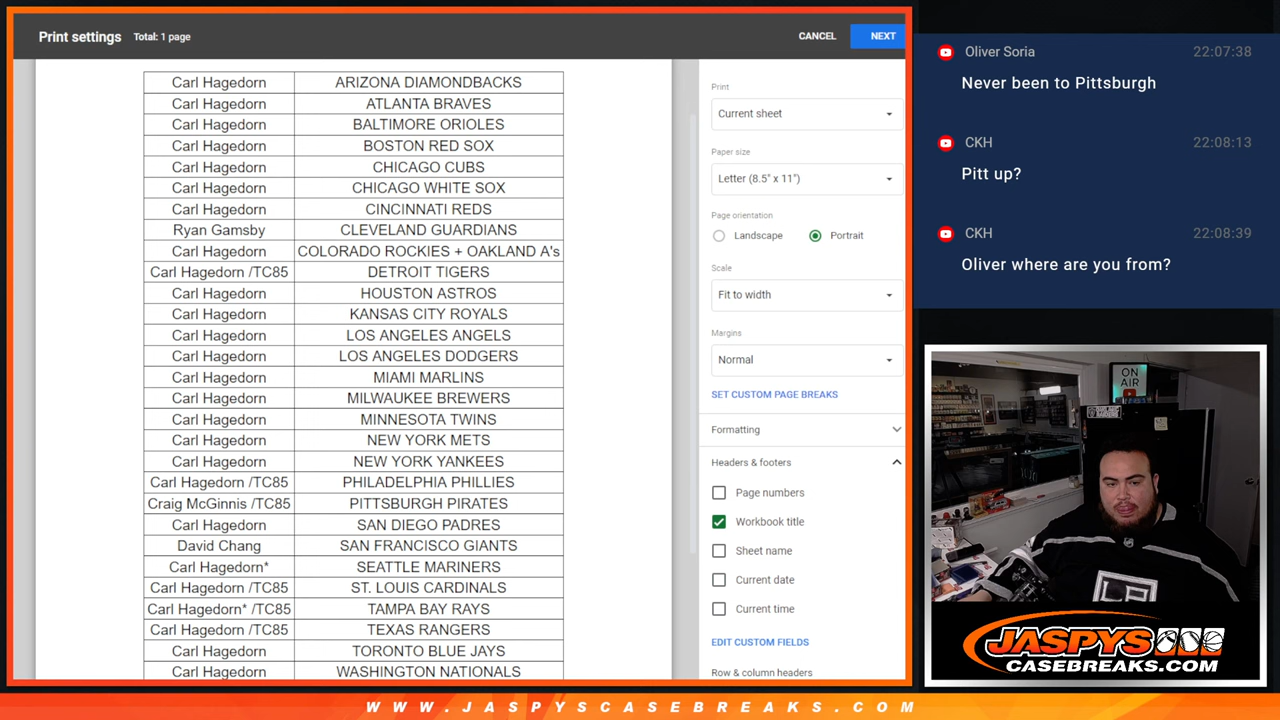 Print settings Total: 1 page CANCEL NEXT
Carl Hagedorn ARIZONA DIAMONDBACKS
Carl Hagedorn ATLANTA BRAVES
Carl Hagedorn BALTIMORE ORIOLES
Carl Hagedorn BOSTON RED SOX
Carl Hagedorn CHICAGO CUBS
Carl Hagedorn CHICAGO WHITE SOX
Carl Hagedorn CINCINNATI REDS
Ryan Gamsby CLEVELAND GUARDIANS
Carl Hagedorn COLORADO ROCKIES + OAKLAND A's
Carl Hagedorn /TC85 DETROIT TIGERS
Carl Hagedorn HOUSTON ASTROS
Carl Hagedorn KANSAS CITY ROYALS
Carl Hagedorn LOS ANGELES ANGELS
Carl Hagedorn LOS ANGELES DODGERS
Carl Hagedorn MIAMI MARLINS
Carl Hagedorn MILWAUKEE BREWERS
Carl Hagedorn MINNESOTA TWINS
Carl Hagedorn NEW YORK METS
Carl Hagedorn NEW YORK YANKEES
Carl Hagedorn /TC85 PHILADELPHIA PHILLIES
Craig McGinnis /TC85 PITTSBURGH PIRATES
Carl Hagedorn SAN DIEGO PADRES
David Chang SAN FRANCISCO GIANTS
Carl Hagedorn* SEATTLE MARINERS
Carl Hagedorn /TC85 ST. LOUIS CARDINALS
Carl Hagedorn* /TC85 TAMPA BAY RAYS
Carl Hagedorn /TC85 TEXAS RANGERS
Carl Hagedorn TORONTO BLUE JAYS
Carl Hagedorn WASHINGTON NATIONALS
Print
Current sheet
Paper size
Letter (8.5" x 11")
Page orientation
Landscape Portrait
Scale
Fit to width
Margins
Normal
SET CUSTOM PAGE BREAKS
Formatting
Headers & footers
Page numbers
Workbook title
Sheet name
Current date
Current time
EDIT CUSTOM FIELDS
Row & column headers
Oliver Soria 22:07:38
Never been to Pittsburgh
CKH 22:08:13
Pitt up?
CKH 22:08:39
Oliver where are you from?
ON
AIR
JASPYS
CASEBREAKS.COM
WWW.JASPYSCASEBREAKS.COM